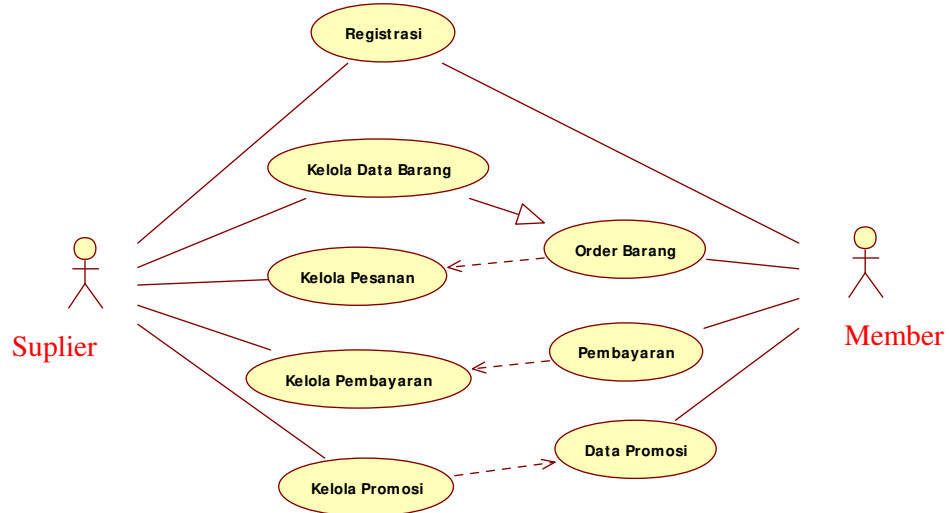 Registrasi
Kelola Data Barang
Order Barang
Kelola Pesanan
Suplier
Member
Pembayaran
Kelola Pembayaran
Data Promosi
Kelola Promosi